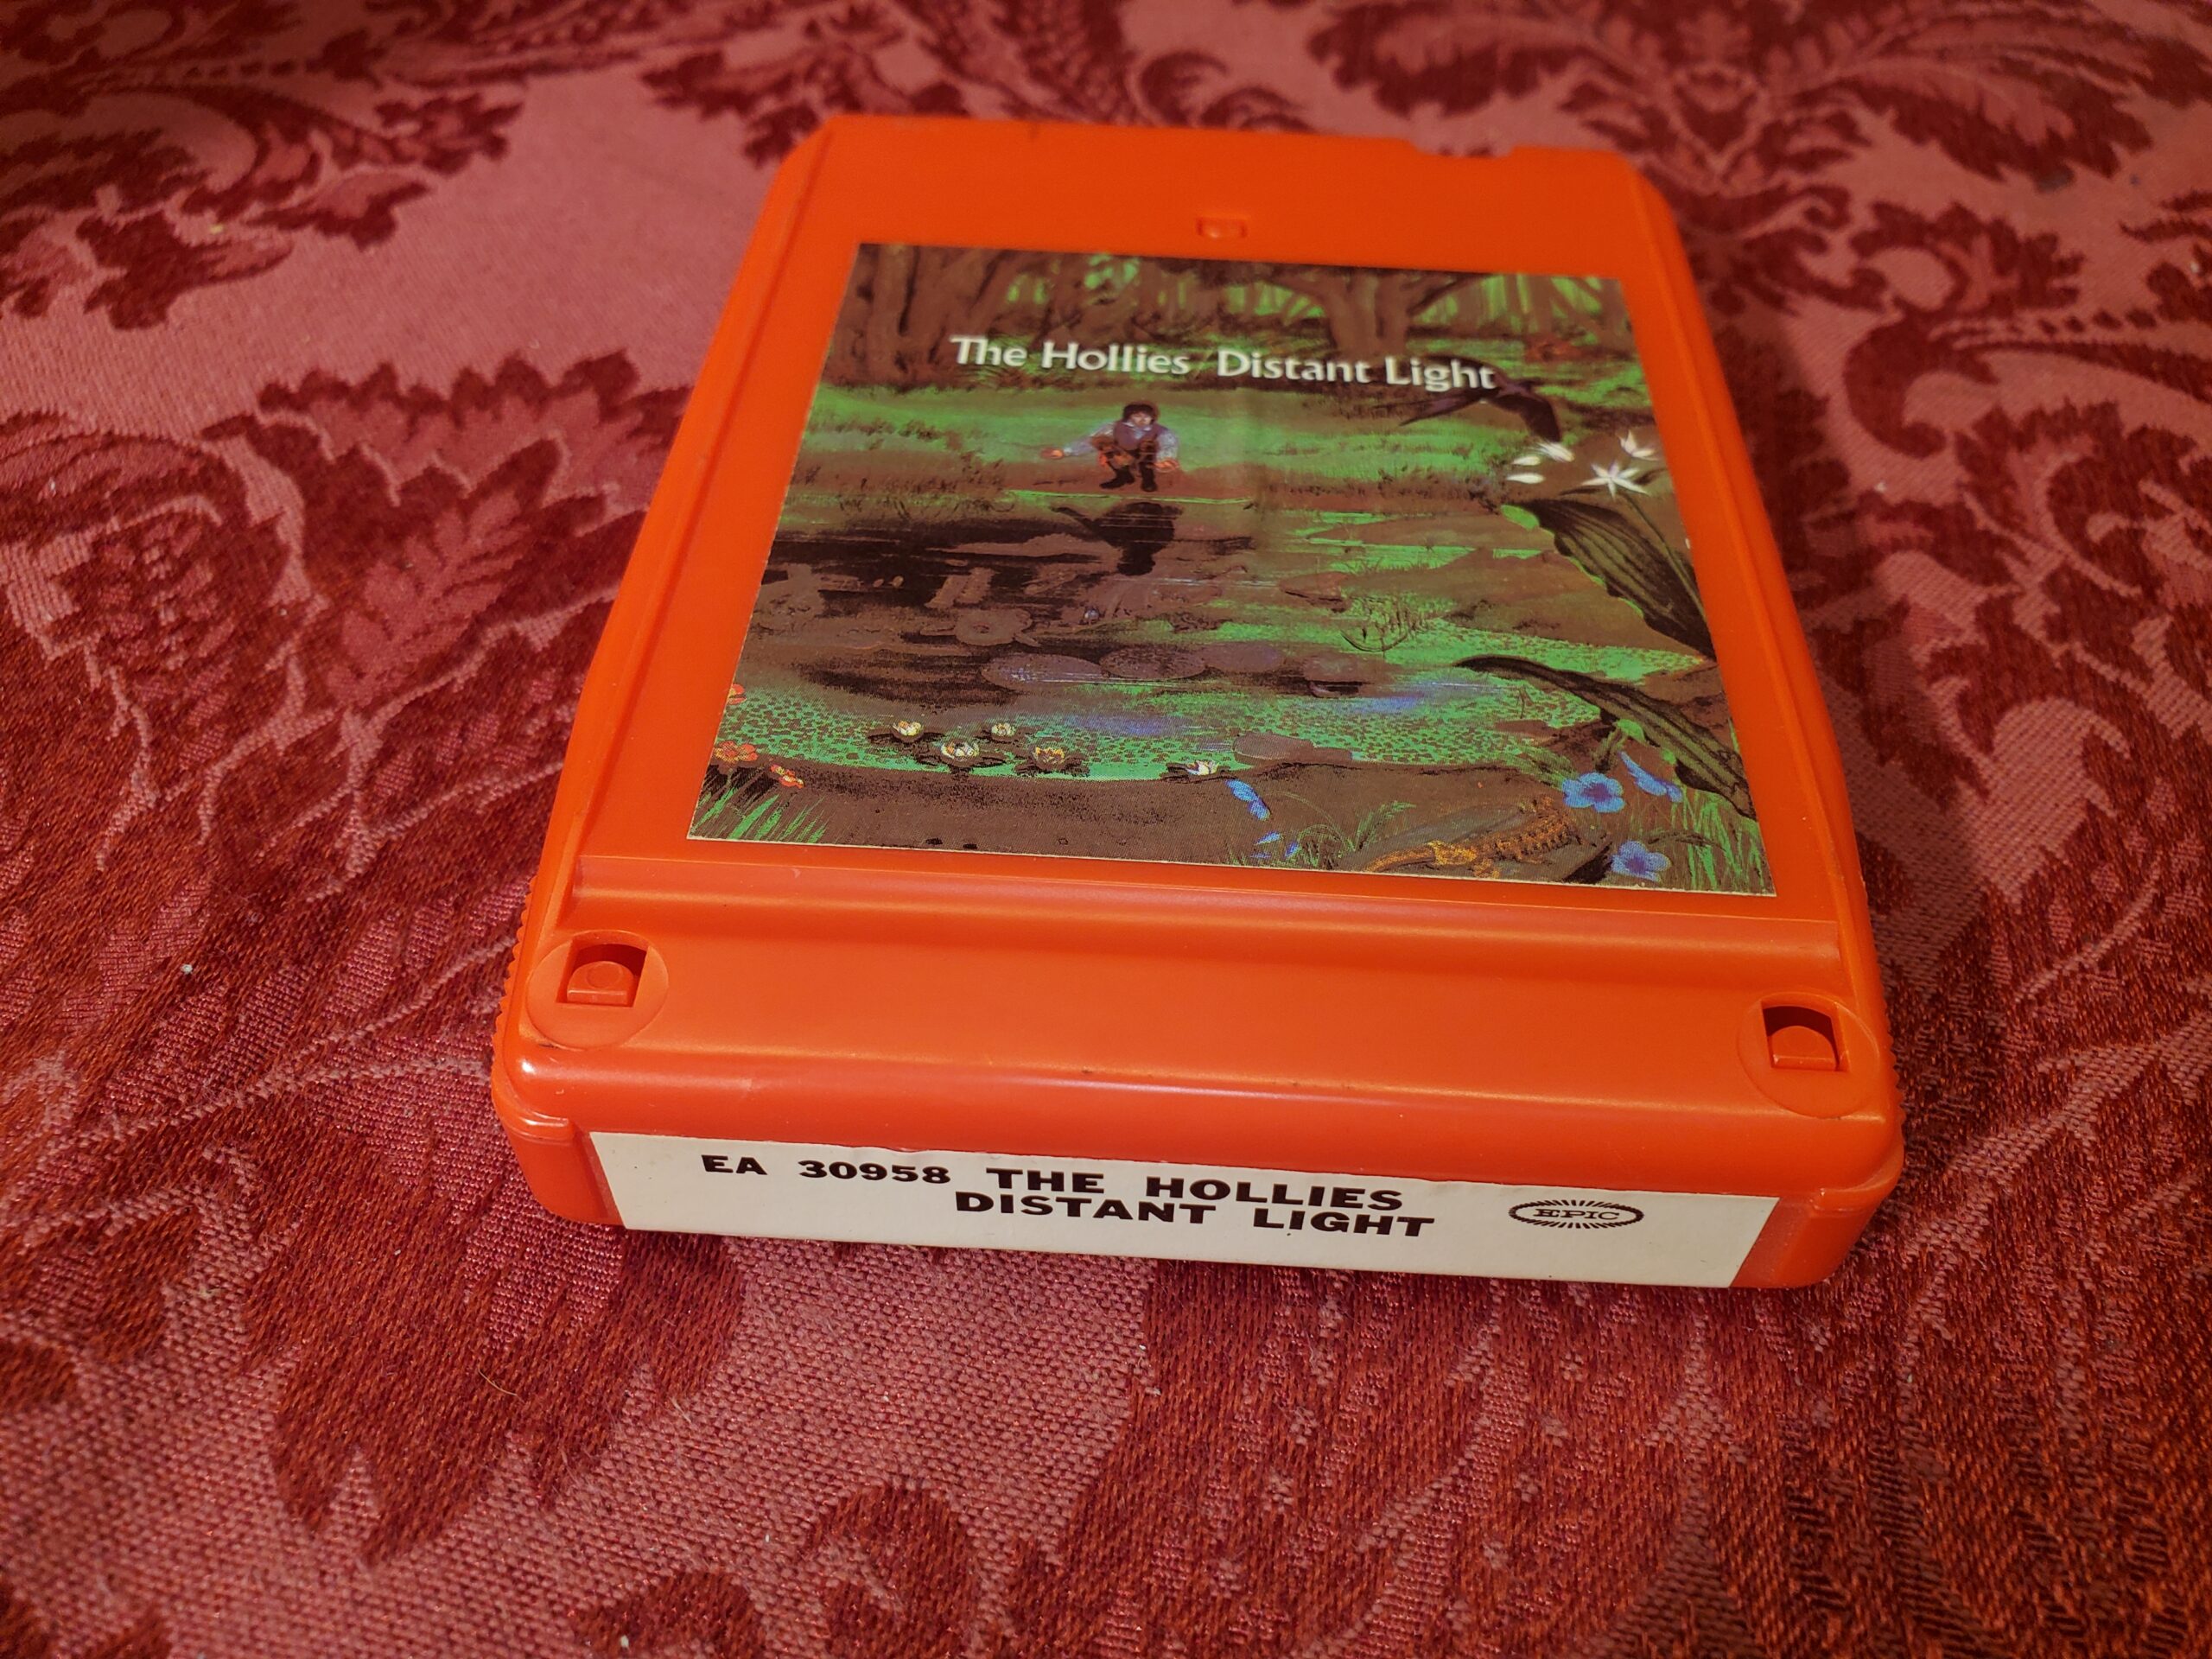 The Hollies / Distant Light
EA 30958 THE HOLLIES
DISTANT LIGHT
EPIC